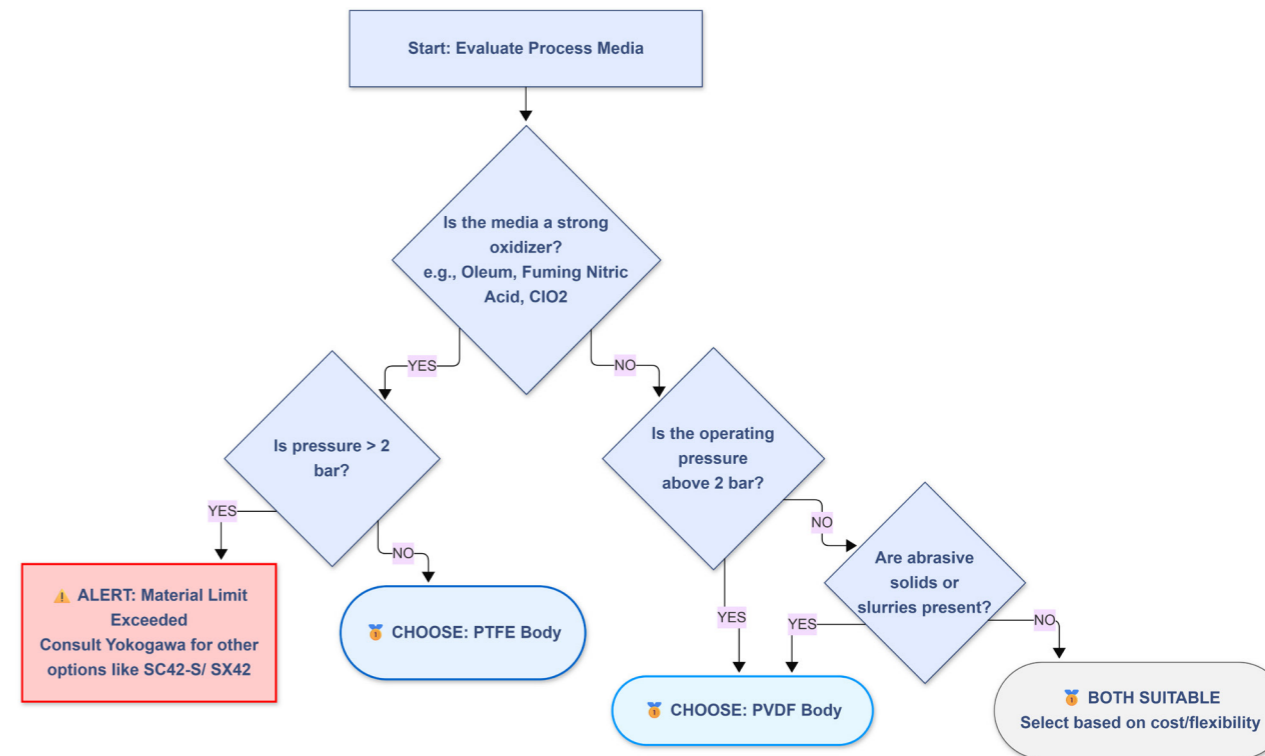 Start: Evaluate Process Media
Is the media a strong
oxidizer?
e.g., Oleum, Fuming Nitric
Acid, ClO2
YES
NO
Is pressure > 2
bar?
Is the operating
pressure
above 2 bar?
YES
NO
NO
Are abrasive
solids or
slurries present?
⚠️ ALERT: Material Limit
Exceeded
Consult Yokogawa for other
options like SC42-S/ SX42
🥇 CHOOSE: PTFE Body
YES
YES
NO
🥇 CHOOSE: PVDF Body
🥇 BOTH SUITABLE
Select based on cost/flexibility